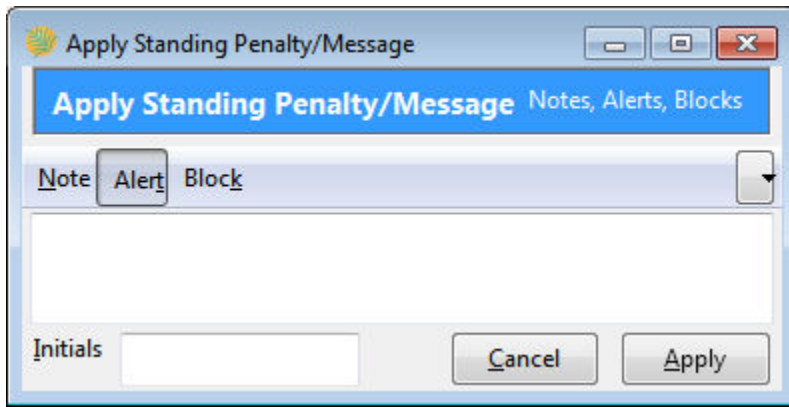 Apply Standing Penalty/Message
Apply Standing Penalty/Message Notes, Alerts, Blocks
Note Alert Block
Initials Cancel Apply